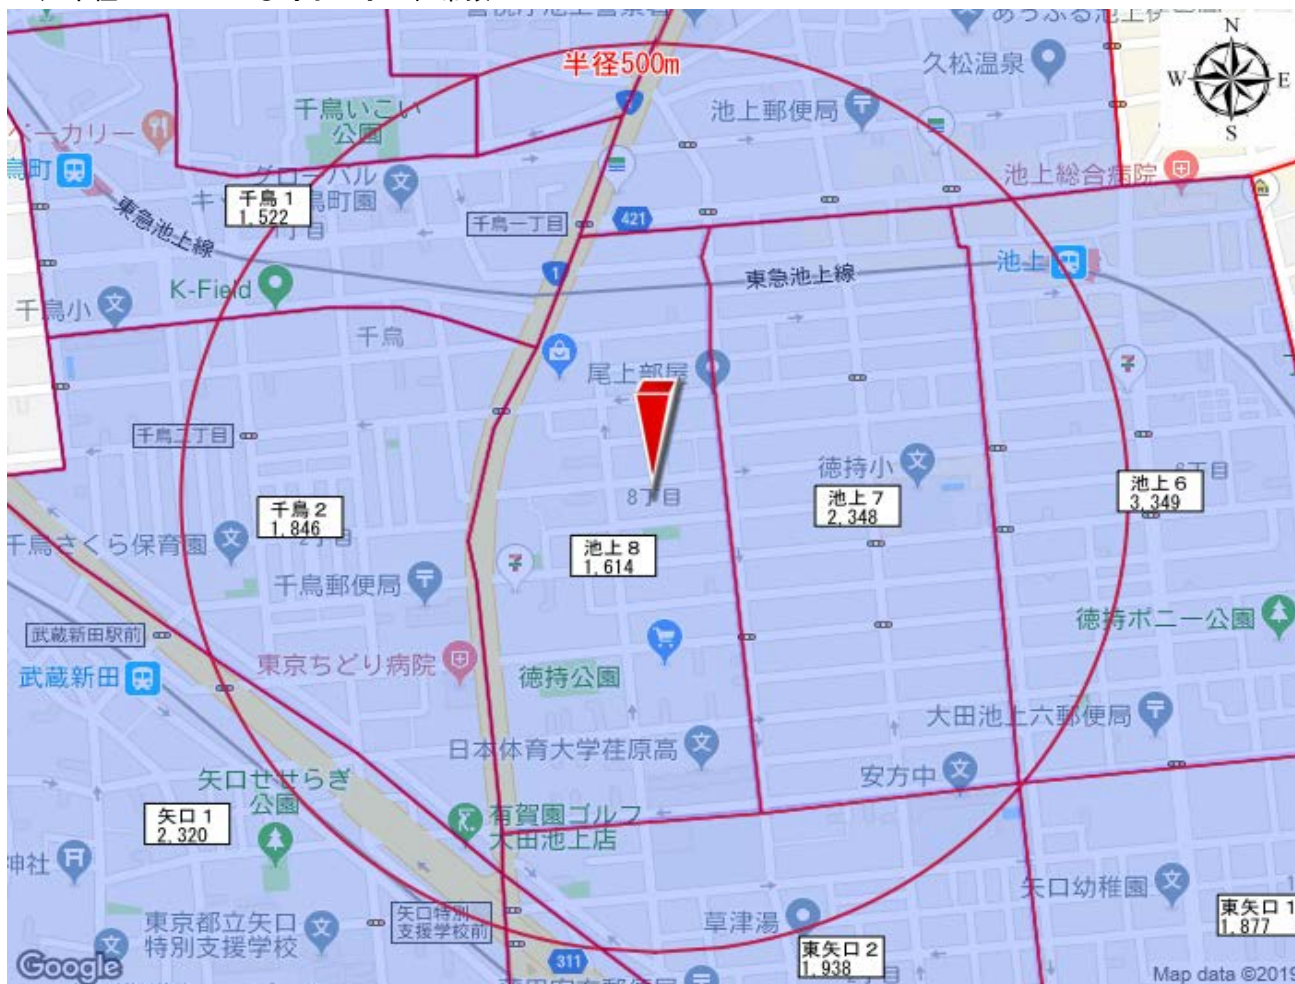 半径500m
久松温泉
N
W
E
S
千鳥いこい
公園
池上郵便局
ベーカリー
鳥町
池上総合病院
千鳥1
1,522
千鳥一丁目
421
東急池上線
1
東急池上線
池上
K-Field
千鳥小
千鳥
尾上部屋
千鳥二丁目
徳持小
8丁目
池上7
2,348
池上6
3,349
千鳥2
1,846
千鳥さくら保育園
池上8
1,614
千鳥郵便局
武蔵新田駅前
徳持ポニー公園
武蔵新田
東京ちどり病院
徳持公園
大田池上六郵便局
日本体育大学荏原高
安方中
矢口せせらぎ
公園
矢口1
2,320
有賀園ゴルフ
大田池上店
神社
矢口幼稚園
東京都立矢口
特別支援学校
矢口特別
支援学校前
草津湯
東矢口1
1,877
東矢口2
1,938
311
Google
Map data ©2019